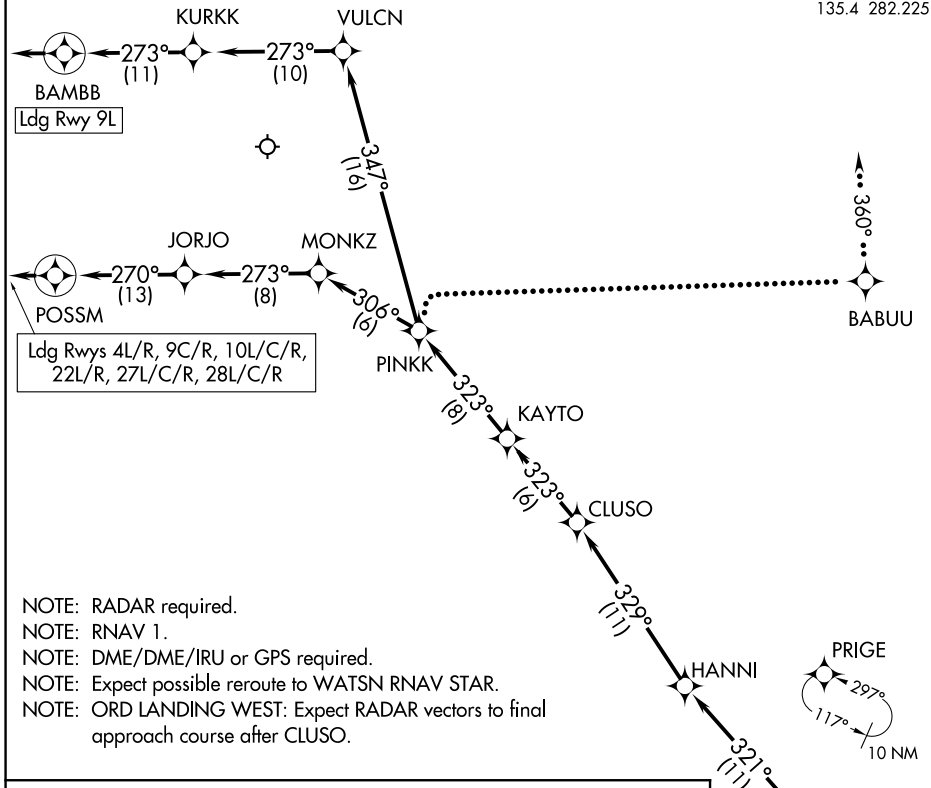 135.4 282.225
KURKK
VULCN
273°
(11)
273°
(10)
BAMBB
Ldg Rwy 9L
347°
(16)
360°
JORJO
MONKZ
270°
(13)
273°
(8)
306°
(6)
POSSM
BABUU
Ldg Rwys 4L/R, 9C/R, 10L/C/R,
22L/R, 27L/C/R, 28L/C/R
PINKK
323°
(8)
KAYTO
323°
(6)
CLUSO
329°
(11)
NOTE: RADAR required.
NOTE: RNAV 1.
NOTE: DME/DME/IRU or GPS required.
NOTE: Expect possible reroute to WATSN RNAV STAR.
NOTE: ORD LANDING WEST: Expect RADAR vectors to final
approach course after CLUSO.
HANNI
PRIGE
297°
117°
10 NM
321°
(11)